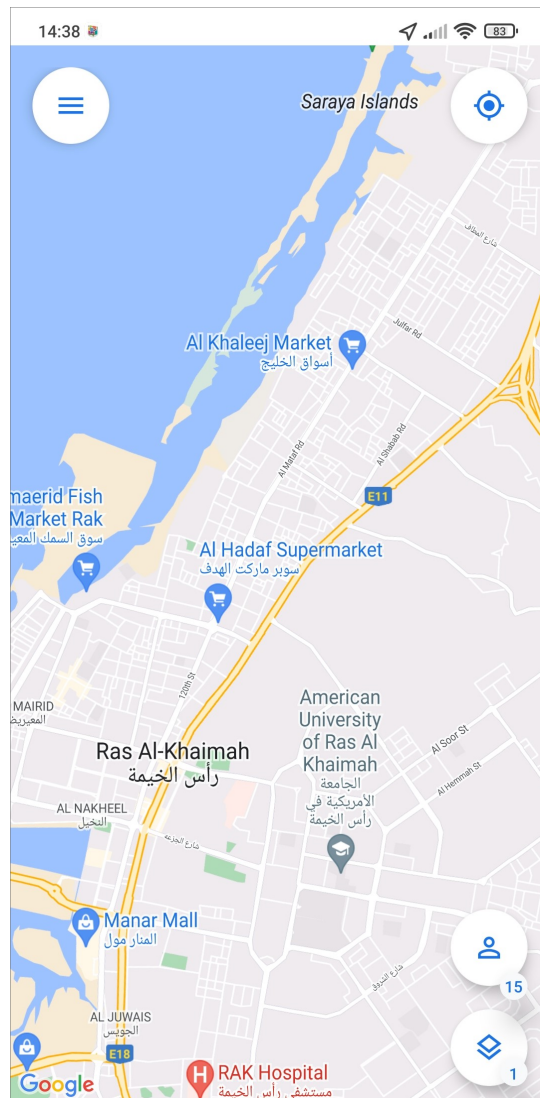 14:38
83
Saraya Islands
شارع المطاف
Julfar Rd
Al Khaleej Market
أسواق الخليج
Al Mataf Rd
Al Shabab Rd
E11
maerid Fish
Market Rak
سوق السمك المعير
Al Hadaf Supermarket
سوبر ماركت الهدف
120th St
MAIRID
المعيريض
American
University
of Ras Al
Khaimah
الجامعة
الأمريكية في
رأس الخيمة
Al Soor St
Al Hemmah St
Ras Al-Khaimah
رأس الخيمة
AL NAKHEEL
النخيل
شارع الجزعه
Manar Mall
المنار مول
شارع الشروق
15
AL JUWAIS
الجويس
E18
1
Google
H
RAK Hospital
مستشفى رأس الخيمة